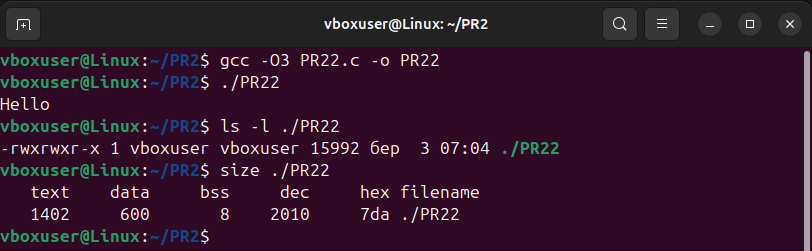 vboxuser@Linux: ~/PR2
vboxuser@Linux:~/PR2$ gcc -O3 PR22.c -o PR22
vboxuser@Linux:~/PR2$ ./PR22
Hello
vboxuser@Linux:~/PR2$ ls -l ./PR22
-rwxrwxr-x 1 vboxuser vboxuser 15992 бер  3 07:04 ./PR22
vboxuser@Linux:~/PR2$ size ./PR22
   text    data     bss     dec     hex filename
   1402     600       8    2010     7da ./PR22
vboxuser@Linux:~/PR2$